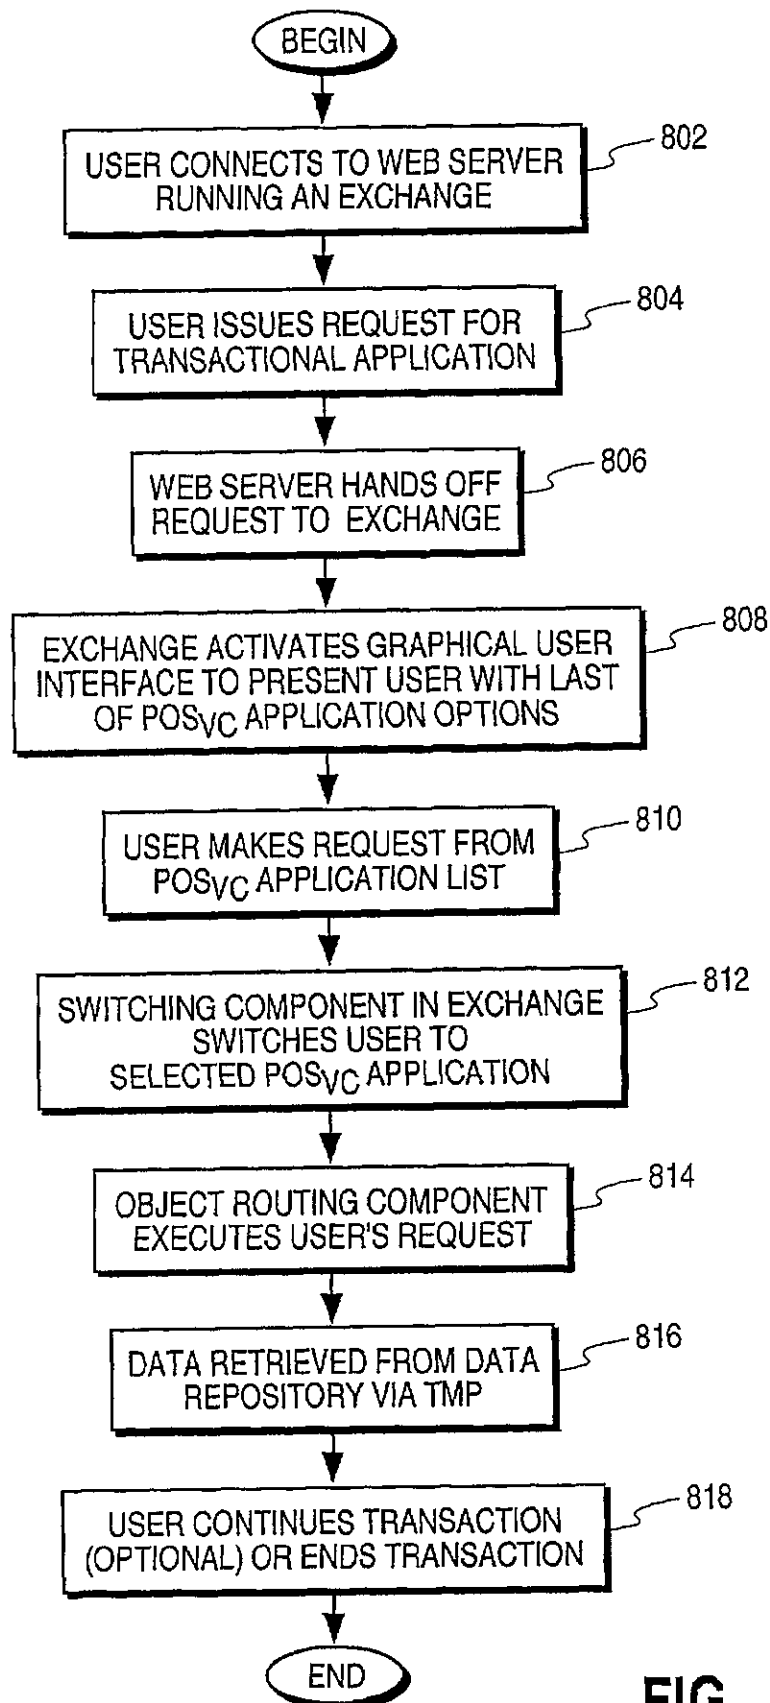 BEGIN
802
USER CONNECTS TO WEB SERVER
RUNNING AN EXCHANGE
804
USER ISSUES REQUEST FOR
TRANSACTIONAL APPLICATION
806
WEB SERVER HANDS OFF
REQUEST TO EXCHANGE
808
EXCHANGE ACTIVATES GRAPHICAL USER
INTERFACE TO PRESENT USER WITH LAST
OF POSVC APPLICATION OPTIONS
810
USER MAKES REQUEST FROM
POSVC APPLICATION LIST
812
SWITCHING COMPONENT IN EXCHANGE
SWITCHES USER TO
SELECTED POSVC APPLICATION
814
OBJECT ROUTING COMPONENT
EXECUTES USER'S REQUEST
816
DATA RETRIEVED FROM DATA
REPOSITORY VIA TMP
818
USER CONTINUES TRANSACTION
(OPTIONAL) OR ENDS TRANSACTION
END
FIG